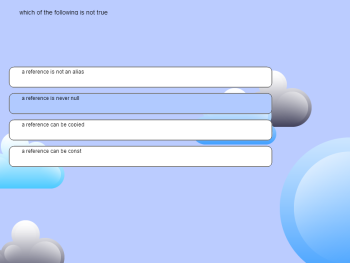 which of the following is not true
a reference is not an alias
a reference is never null
a reference can be copied
a reference can be const